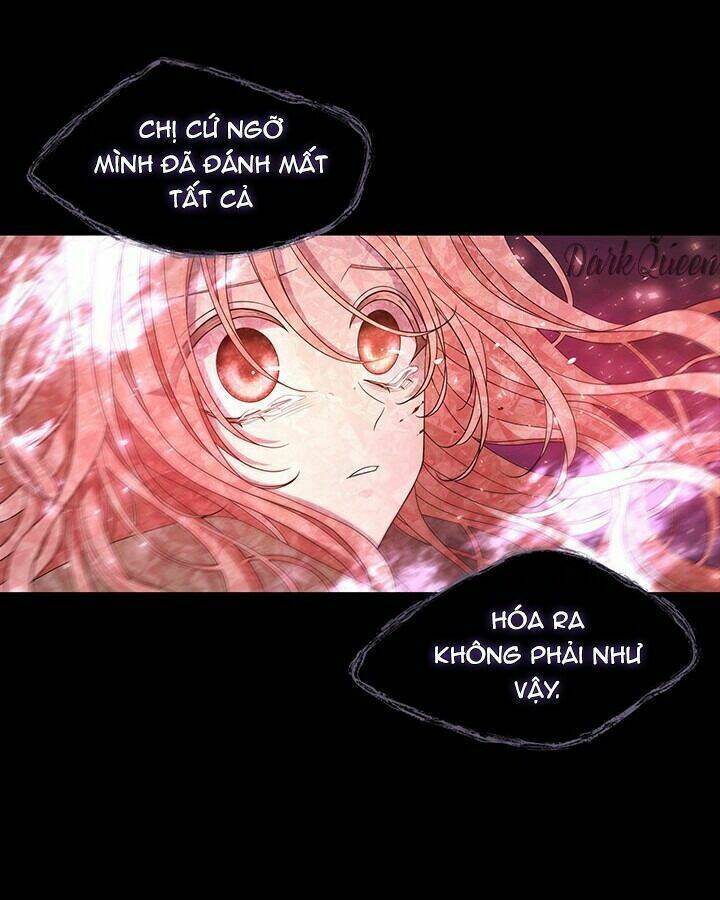 CHỊ CỨ NGỠ
MÌNH ĐÃ ĐÁNH MẤT
TẤT CẢ
DarkQueen
HÓA RA
KHÔNG PHẢI NHƯ
VẬY.